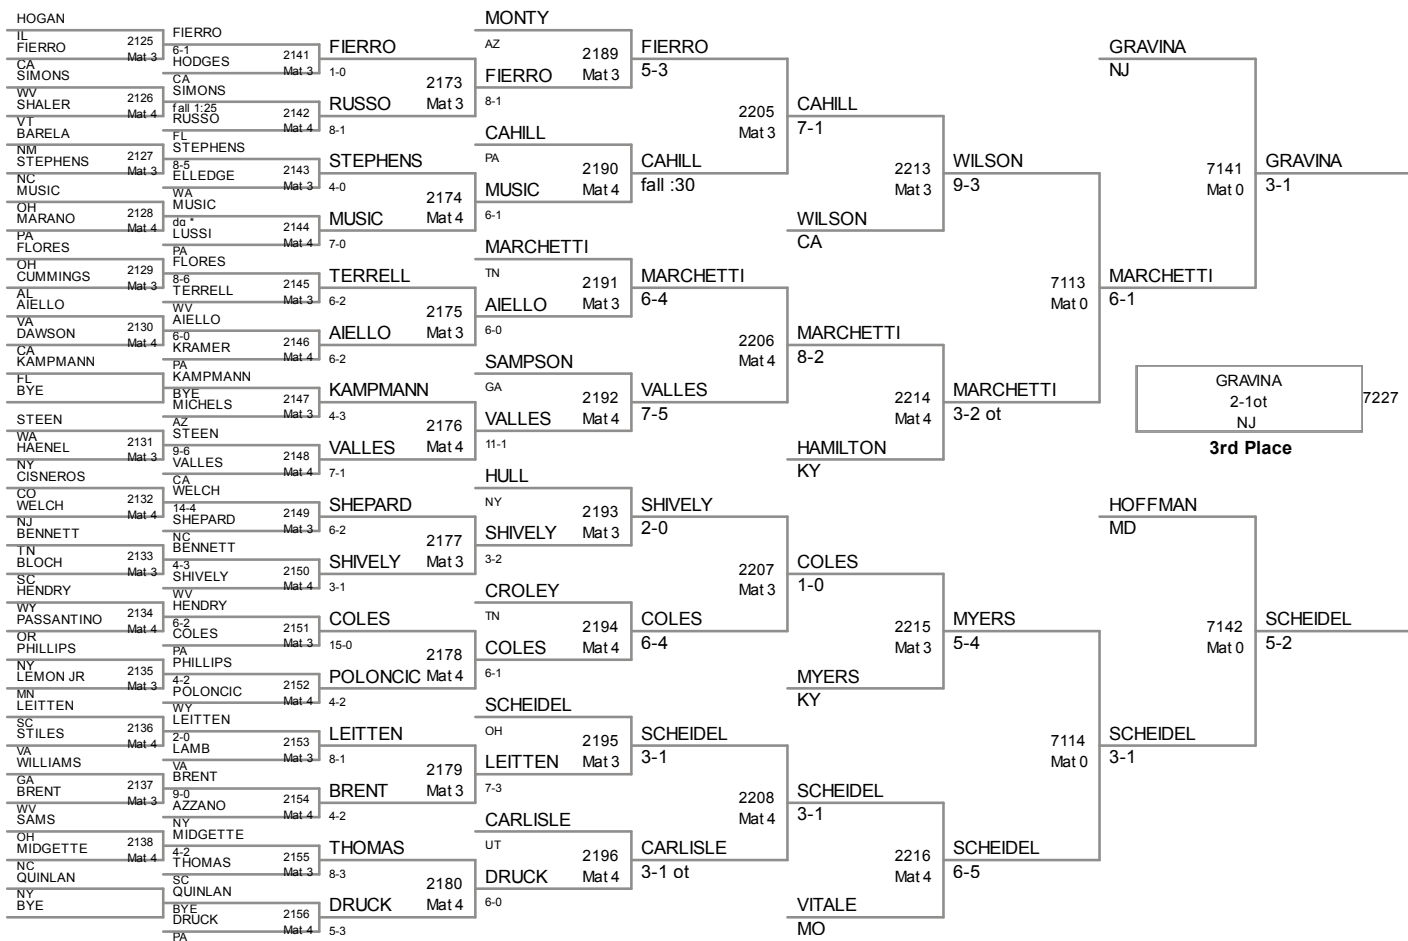 HOGAN
IL
FIERRO
CA
SIMONS
WV
SHALER
VT
BARELA
NM
STEPHENS
NC
MUSIC
OH
MARANO
PA
FLORES
OH
CUMMINGS
AL
AIELLO
VA
DAWSON
CA
KAMPMANN
FL
BYE
STEEN
WA
HAENEL
NY
CISNEROS
CO
WELCH
NJ
BENNETT
TN
BLOCH
SC
HENDRY
WY
PASSANTINO
OR
PHILLIPS
NY
LEMON JR
MN
LEITTEN
SC
STILES
VA
WILLIAMS
GA
BRENT
WV
SAMS
OH
MIDGETTE
NC
QUINLAN
NY
BYE
2125
Mat 3
2126
Mat 4
2127
Mat 3
2128
Mat 4
2129
Mat 3
2130
Mat 4
2131
Mat 3
2132
Mat 4
2133
Mat 3
2134
Mat 4
2135
Mat 3
2136
Mat 4
2137
Mat 3
2138
Mat 4
FIERRO
6-1
HODGES
CA
SIMONS
fall 1:25
RUSSO
FL
STEPHENS
8-5
ELLEDGE
WA
MUSIC
dq *
LUSSI
PA
FLORES
8-6
TERRELL
WV
AIELLO
6-0
KRAMER
PA
KAMPMANN
BYE
MICHELS
AZ
STEEN
9-6
VALLES
CA
WELCH
14-4
SHEPARD
NC
BENNETT
4-3
SHIVELY
WV
HENDRY
6-2
COLES
PA
PHILLIPS
4-2
POLONCIC
WY
LEITTEN
2-0
LAMB
VA
BRENT
9-0
AZZANO
NY
MIDGETTE
4-2
THOMAS
SC
QUINLAN
BYE
DRUCK
PA
2141
Mat 3
2142
Mat 4
2143
Mat 3
2144
Mat 4
2145
Mat 3
2146
Mat 4
2147
Mat 3
2148
Mat 4
2149
Mat 3
2150
Mat 4
2151
Mat 3
2152
Mat 4
2153
Mat 3
2154
Mat 4
2155
Mat 3
2156
Mat 4
FIERRO
1-0
RUSSO
8-1
STEPHENS
4-0
MUSIC
7-0
TERRELL
6-2
AIELLO
6-2
KAMPMANN
4-3
VALLES
7-1
SHEPARD
6-2
SHIVELY
3-1
COLES
15-0
POLONCIC
4-2
LEITTEN
8-1
BRENT
4-2
THOMAS
8-3
DRUCK
5-3
2173
Mat 3
2174
Mat 4
2175
Mat 3
2176
Mat 4
2177
Mat 3
2178
Mat 4
2179
Mat 3
2180
Mat 4
MONTY
AZ
FIERRO
8-1
CAHILL
PA
MUSIC
6-1
MARCHETTI
TN
AIELLO
6-0
SAMPSON
GA
VALLES
11-1
HULL
NY
SHIVELY
3-2
CROLEY
TN
COLES
6-1
SCHEIDEL
OH
LEITTEN
7-3
CARLISLE
UT
DRUCK
6-0
2189
Mat 3
2190
Mat 4
2191
Mat 3
2192
Mat 4
2193
Mat 3
2194
Mat 4
2195
Mat 3
2196
Mat 4
FIERRO
5-3
CAHILL
fall :30
MARCHETTI
6-4
VALLES
7-5
SHIVELY
2-0
COLES
6-4
SCHEIDEL
3-1
CARLISLE
3-1 ot
2205
Mat 3
2206
Mat 4
2207
Mat 3
2208
Mat 4
CAHILL
7-1
WILSON
CA
MARCHETTI
8-2
HAMILTON
KY
COLES
1-0
MYERS
KY
SCHEIDEL
3-1
VITALE
MO
2213
Mat 3
2214
Mat 4
2215
Mat 3
2216
Mat 4
WILSON
9-3
MARCHETTI
3-2 ot
MYERS
5-4
SCHEIDEL
6-5
7113
Mat 0
7114
Mat 0
GRAVINA
NJ
MARCHETTI
6-1
HOFFMAN
MD
SCHEIDEL
3-1
7141
Mat 0
7142
Mat 0
GRAVINA
3-1
SCHEIDEL
5-2
GRAVINA
2-1ot
NJ
7227
3rd Place